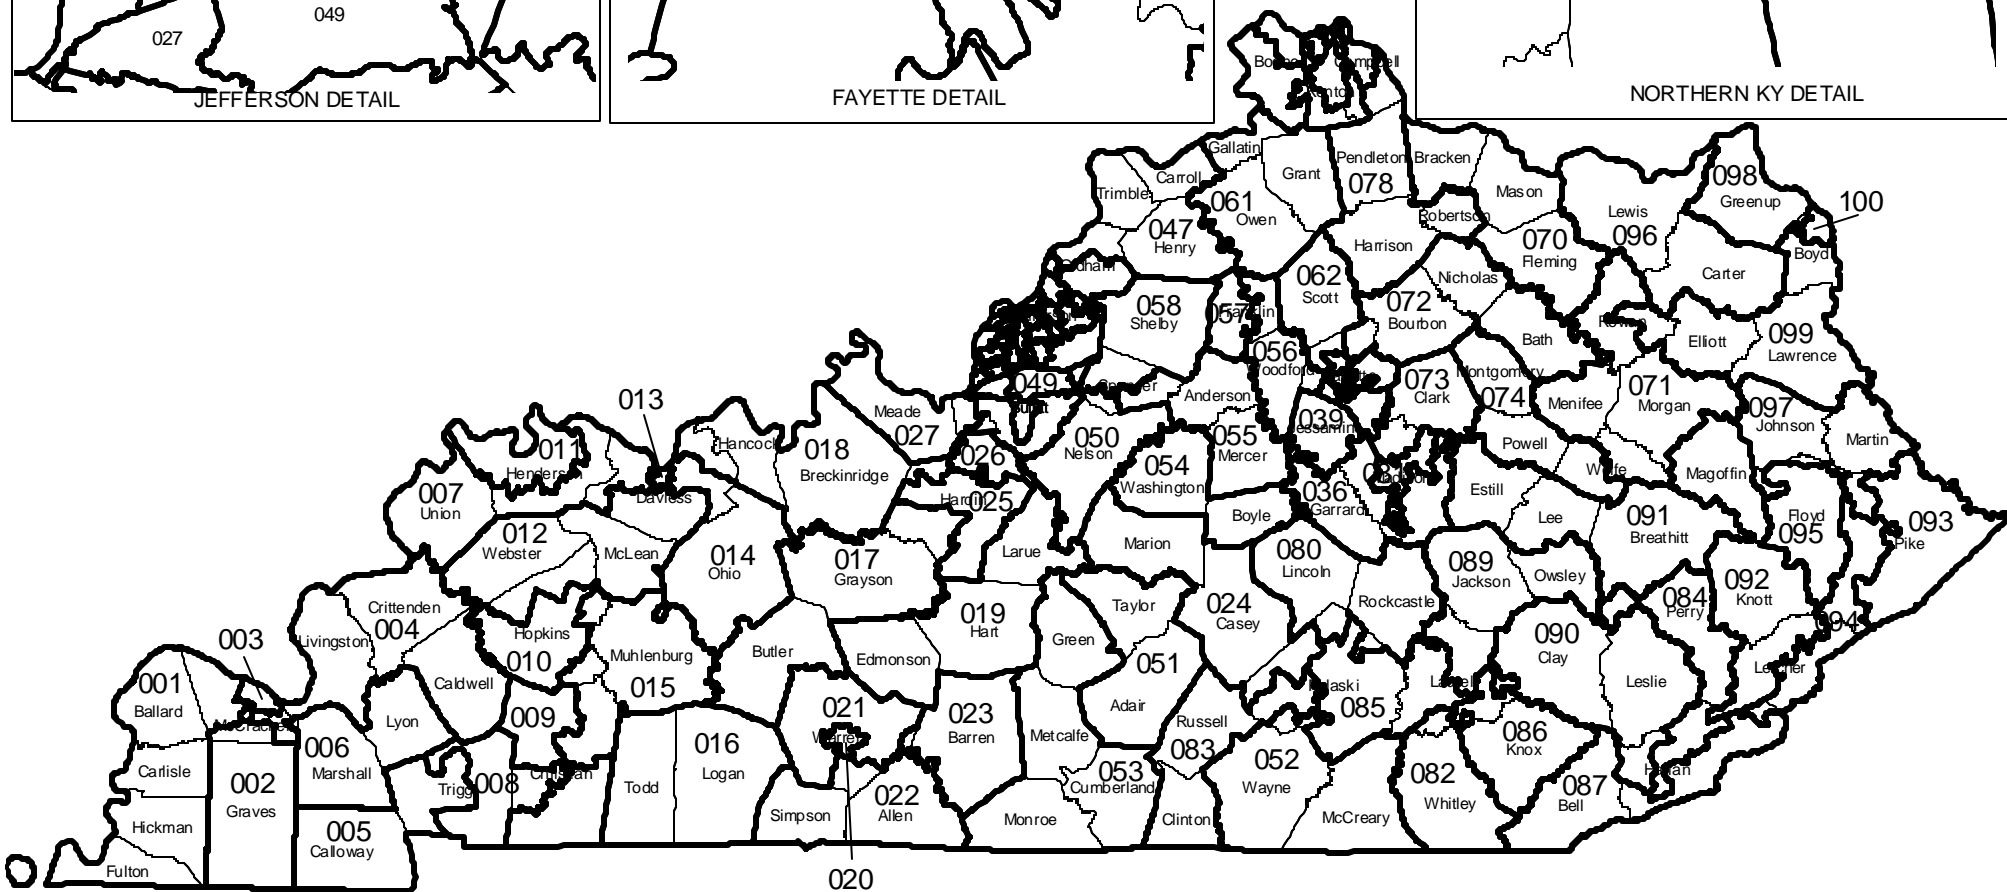 049
027
JEFFERSON DETAIL
FAYETTE DETAIL
NORTHERN KY DETAIL
Campbell
Kenton
Gallatin
Grant
Pendleton
078
Bracken
Mason
098
Greenup
100
Boyd
Trimble
Carroll
061
Owen
047
Henry
Robertson
Harrison
070
Fleming
Lewis
096
Carter
Oldham
058
Shelby
057
Franklin
062
Scott
Nicholas
072
Bourbon
Bath
Rowan
Elliott
099
Lawrence
056
Woodford
049
Bullitt
Spencer
Anderson
073
Clark
Montgomery
074
Menifee
071
Morgan
097
Johnson
Martin
013
Hancock
Meade
027
018
Breckinridge
026
050
Nelson
054
Washington
055
Mercer
039
Jessamine
Powell
Wolfe
Magoffin
011
Henderson
007
Union
Daviess
012
Webster
McLean
014
Ohio
017
Grayson
Hardin
025
Larue
Marion
Boyle
036
Garrard
081
Estill
Lee
091
Breathitt
Floyd
095
093
Pike
080
Lincoln
Rockcastle
089
Jackson
Owsley
084
Perry
092
Knott
094
Letcher
Crittenden
004
Livingston
003
Hopkins
010
Muhlenburg
015
Butler
Edmonson
019
Hart
Green
Taylor
051
Adair
024
Casey
090
Clay
Leslie
001
Ballard
McCracken
Caldwell
Lyon
009
021
Warren
023
Barren
Metcalfe
Russell
083
Pulaski
085
Laurel
086
Knox
Harlan
006
Marshall
Carlisle
002
Graves
Trigg
008
Christian
Todd
016
Logan
Simpson
022
Allen
Monroe
053
Cumberland
Clinton
052
Wayne
McCreary
082
Whitley
087
Bell
Hickman
005
Calloway
Fulton
020